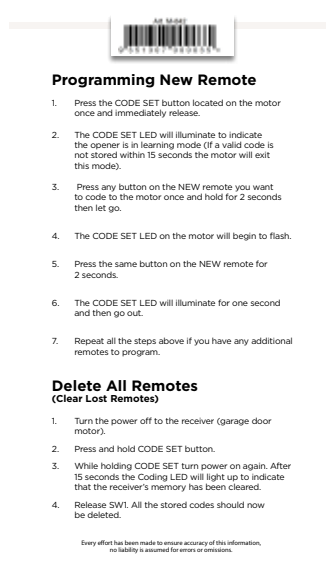 Programming New Remote
1. Press the CODE SET button located on the motor
once and immediately release.
2. The CODE SET LED will illuminate to indicate
the opener is in learning mode (If a valid code is
not stored within 15 seconds the motor will exit
this mode).
3. Press any button on the NEW remote you want
to code to the motor once and hold for 2 seconds
then let go.
4. The CODE SET LED on the motor will begin to flash.
5. Press the same button on the NEW remote for
2 seconds.
6. The CODE SET LED will illuminate for one second
and then go out.
7. Repeat all the steps above if you have any additional
remotes to program.
Delete All Remotes
(Clear Lost Remotes)
1. Turn the power off to the receiver (garage door
motor).
2. Press and hold CODE SET button.
3. While holding CODE SET turn power on again. After
15 seconds the Coding LED will light up to indicate
that the receiver's memory has been cleared.
4. Release SW1. All the stored codes should now
be deleted.
Every effort has been made to ensure accuracy of this information,
no liability is assumed for errors or omissions.